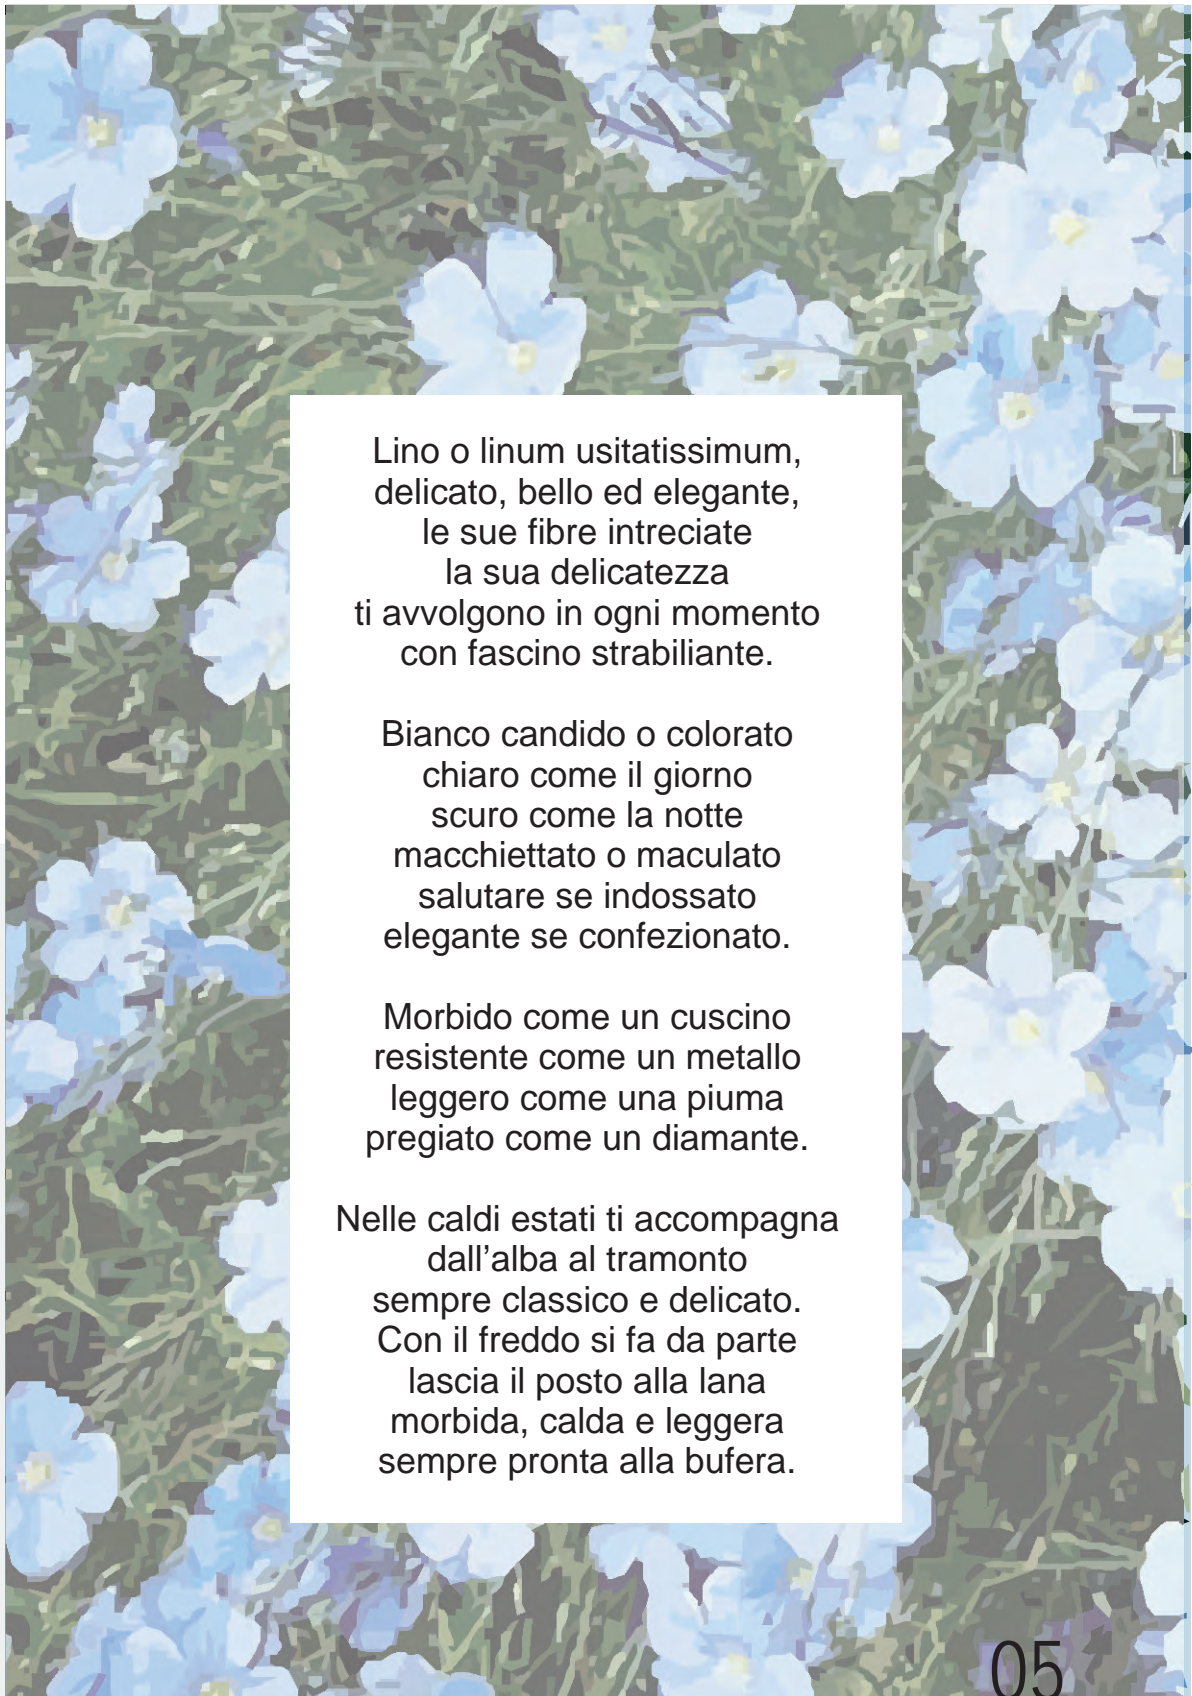 Lino o linum usitatissimum,
delicato, bello ed elegante,
le sue fibre intreciate
la sua delicatezza
ti avvolgono in ogni momento
con fascino strabiliante.
Bianco candido o colorato
chiaro come il giorno
scuro come la notte
macchiettato o maculato
salutare se indossato
elegante se confezionato.
Morbido come un cuscino
resistente come un metallo
leggero come una piuma
pregiato come un diamante.
Nelle caldi estati ti accompagna
dall’alba al tramonto
sempre classico e delicato.
Con il freddo si fa da parte
lascia il posto alla lana
morbida, calda e leggera
sempre pronta alla bufera.
05